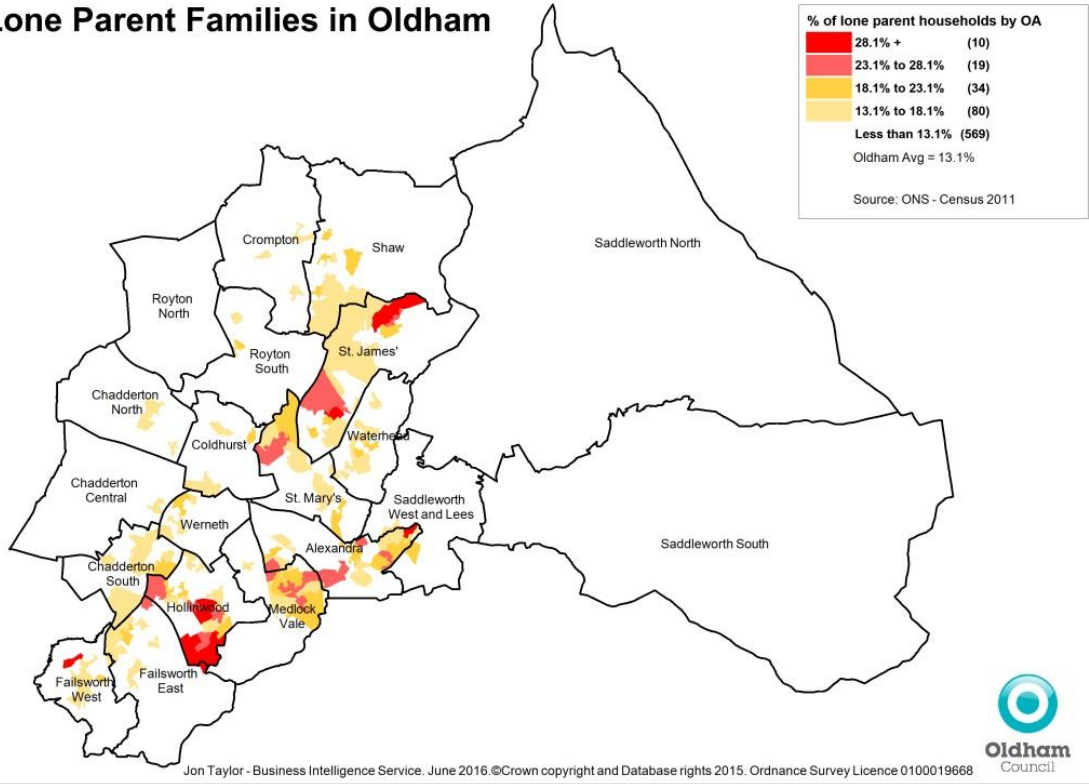 Lone Parent Families in Oldham
% of lone parent households by OA
28.1% + (10)
23.1% to 28.1% (19)
18.1% to 23.1% (34)
13.1% to 18.1% (80)
Less than 13.1% (569)
Oldham Avg = 13.1%
Source: ONS - Census 2011
Crompton
Shaw
Saddleworth North
Royton
North
Royton
South
St. James'
Chadderton
North
Coldhurst
Waterhead
Chadderton
Central
St. Mary's
Saddleworth
West and Lees
Werneth
Alexandra
Saddleworth South
Chadderton
South
Hollinwood
Medlock
Vale
Failsworth
West
Failsworth
East
Oldham
Council
Jon Taylor - Business Intelligence Service. June 2016.©Crown copyright and Database rights 2015. Ordnance Survey Licence 0100019668